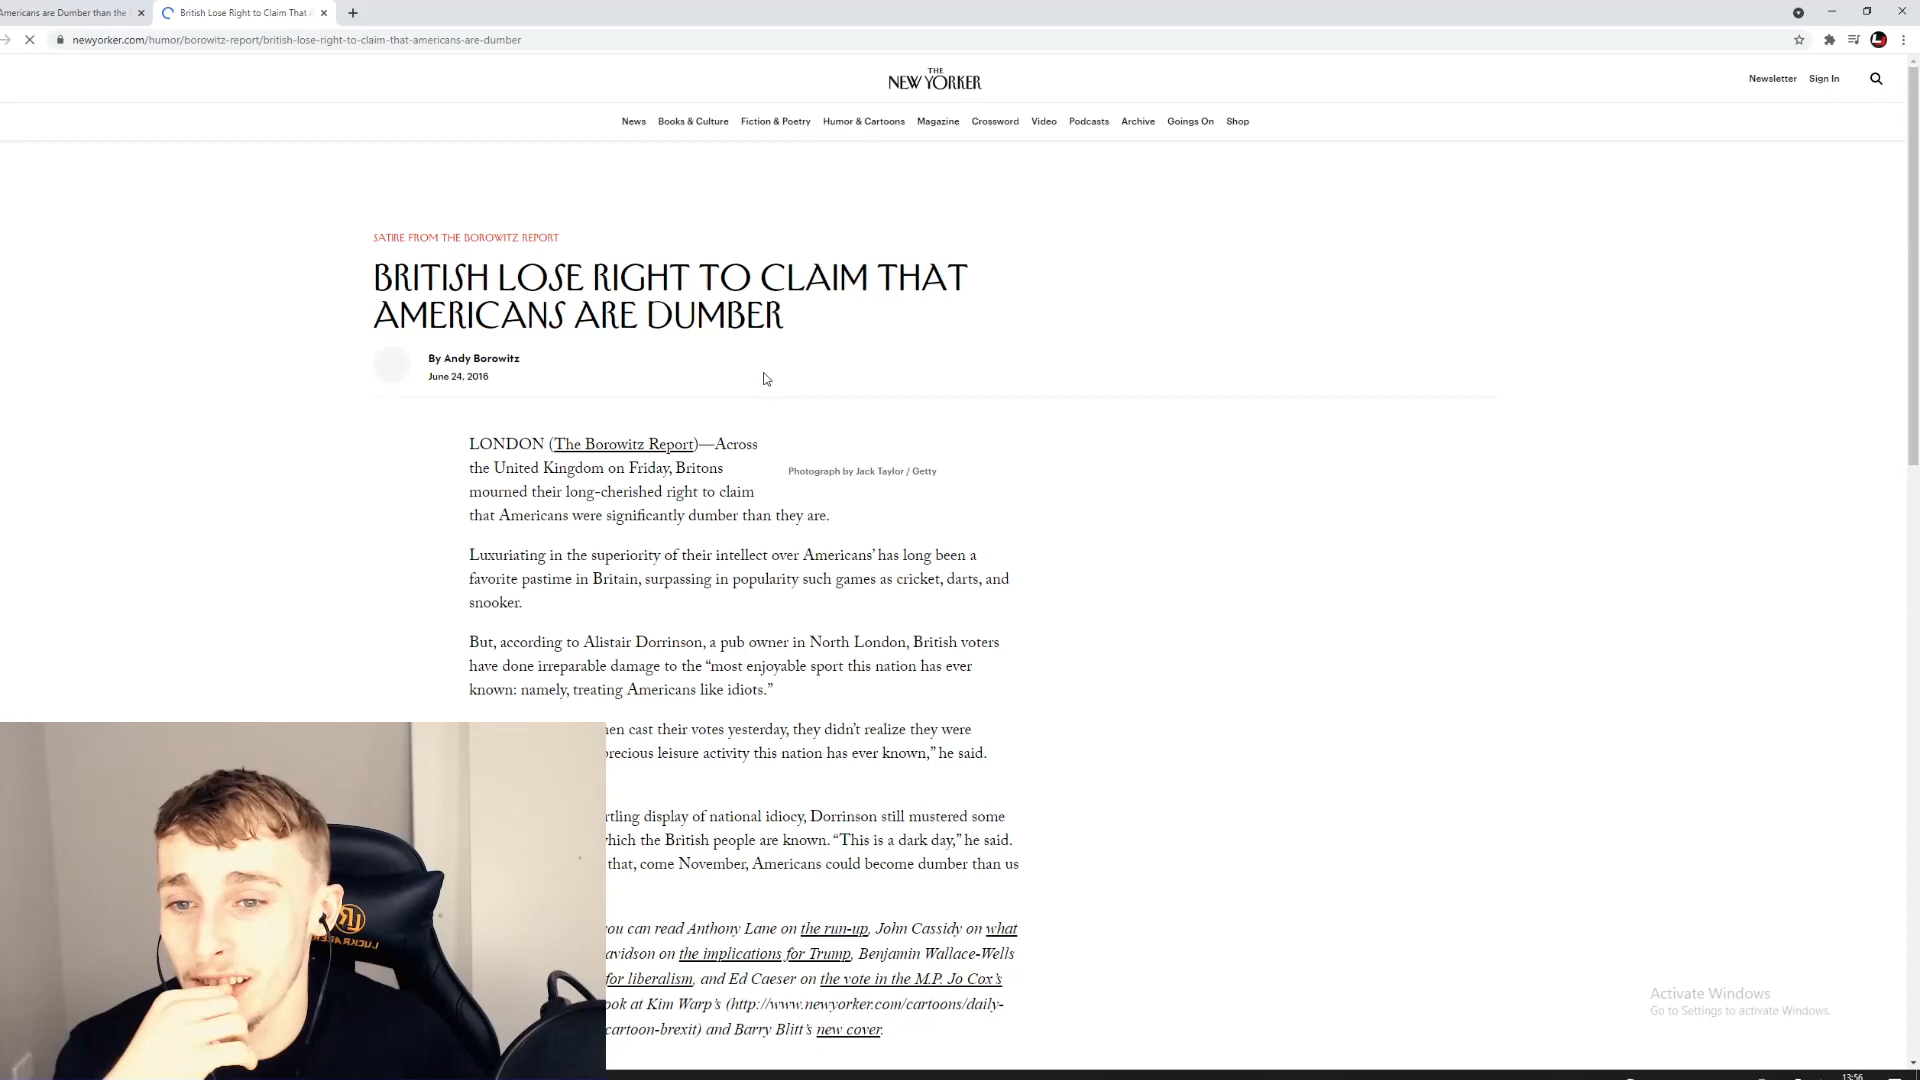 Americans are Dumber than the
British Lose Right to Claim That A
newyorker.com/humor/borowitz-report/british-lose-right-to-claim-that-americans-are-dumber
THE
NEW YORKER
Newsletter Sign In
News Books & Culture Fiction & Poetry Humor & Cartoons Magazine Crossword Video Podcasts Archive Goings On Shop
SATIRE FROM THE BOROWITZ REPORT
BRITISH LOSE RIGHT TO CLAIM THAT
AMERICANS ARE DUMBER
By Andy Borowitz
June 24, 2016
LONDON (The Borowitz Report)—Across
the United Kingdom on Friday, Britons
mourned their long-cherished right to claim
that Americans were significantly dumber than they are.
Photograph by Jack Taylor / Getty
Luxuriating in the superiority of their intellect over Americans’ has long been a
favorite pastime in Britain, surpassing in popularity such games as cricket, darts, and
snooker.
But, according to Alistair Dorrinson, a pub owner in North London, British voters
have done irreparable damage to the “most enjoyable sport this nation has ever
known: namely, treating Americans like idiots.”
en cast their votes yesterday, they didn’t realize they were
recious leisure activity this nation has ever known,” he said.
rtling display of national idiocy, Dorrinson still mustered some
hich the British people are known. “This is a dark day,” he said.
that, come November, Americans could become dumber than us
ou can read Anthony Lane on the run-up, John Cassidy on what
avidson on the implications for Trump, Benjamin Wallace-Wells
for liberalism, and Ed Caeser on the vote in the M.P. Jo Cox’s
ook at Kim Warp’s (http://www.newyorker.com/cartoons/daily-
cartoon-brexit) and Barry Blitt’s new cover.
Activate Windows
Go to Settings to activate Windows.
13:56